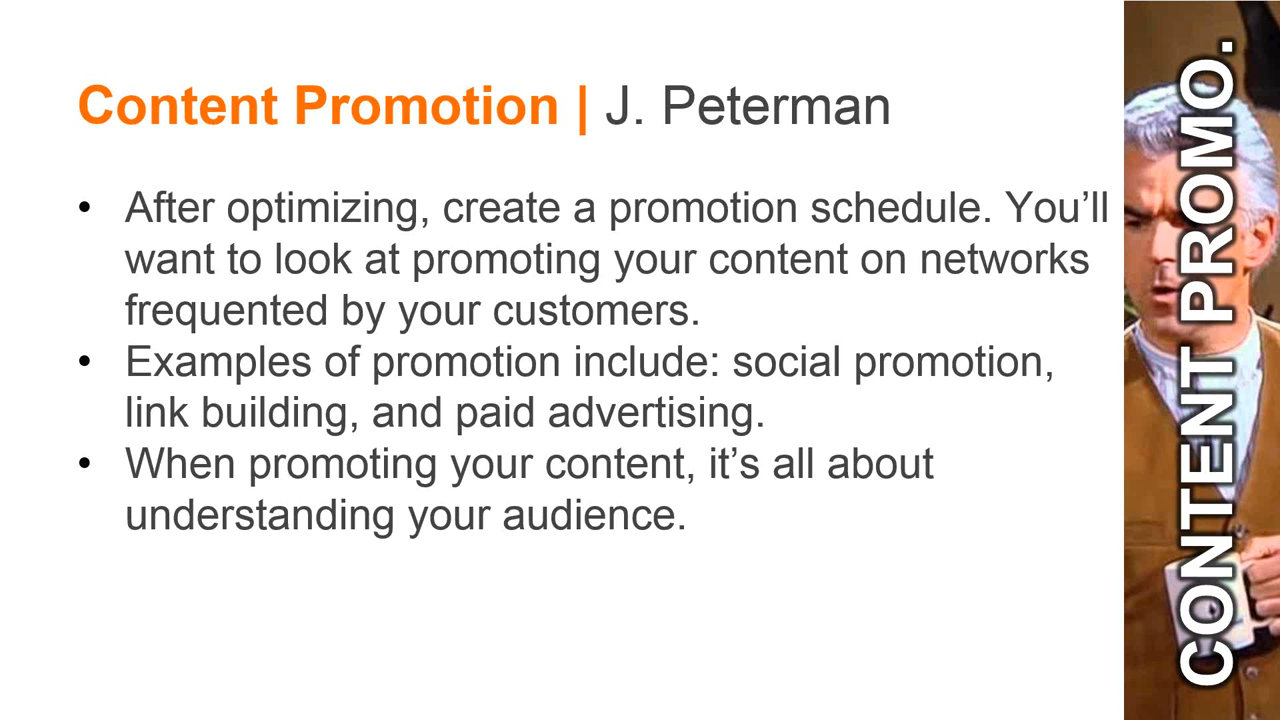 Content Promotion | J. Peterman
• After optimizing, create a promotion schedule. You’ll
want to look at promoting your content on networks
frequented by your customers.
• Examples of promotion include: social promotion,
link building, and paid advertising.
• When promoting your content, it’s all about
understanding your audience.
CONTENT PROMO.